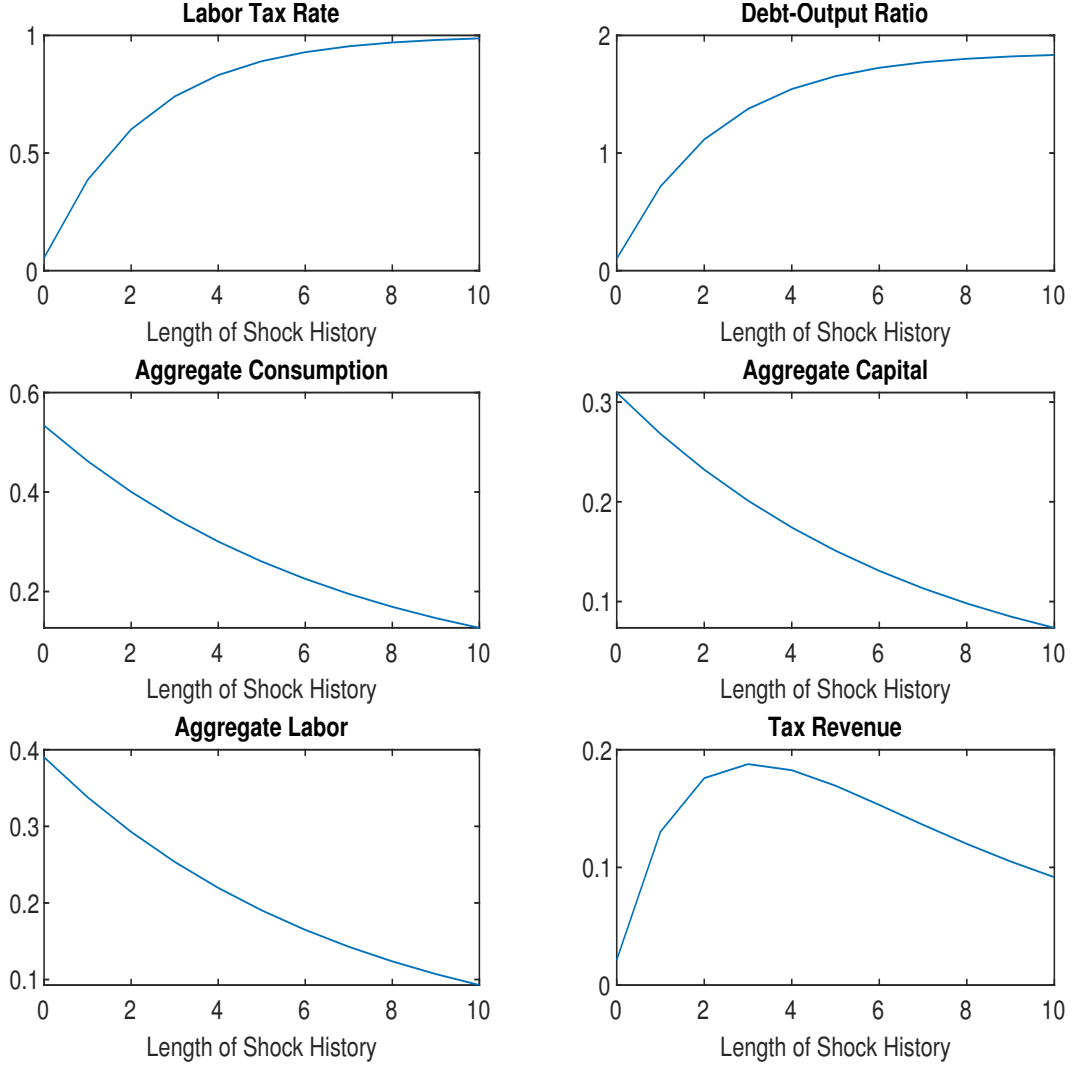 Labor Tax Rate
1
0.5
0
0 2 4 6 8 10
Length of Shock History
Debt-Output Ratio
2
1
0
0 2 4 6 8 10
Length of Shock History
Aggregate Consumption
0.6
0.4
0.2
0 2 4 6 8 10
Length of Shock History
Aggregate Capital
0.3
0.2
0.1
0 2 4 6 8 10
Length of Shock History
Aggregate Labor
0.4
0.3
0.2
0.1
0 2 4 6 8 10
Length of Shock History
Tax Revenue
0.2
0.1
0
0 2 4 6 8 10
Length of Shock History